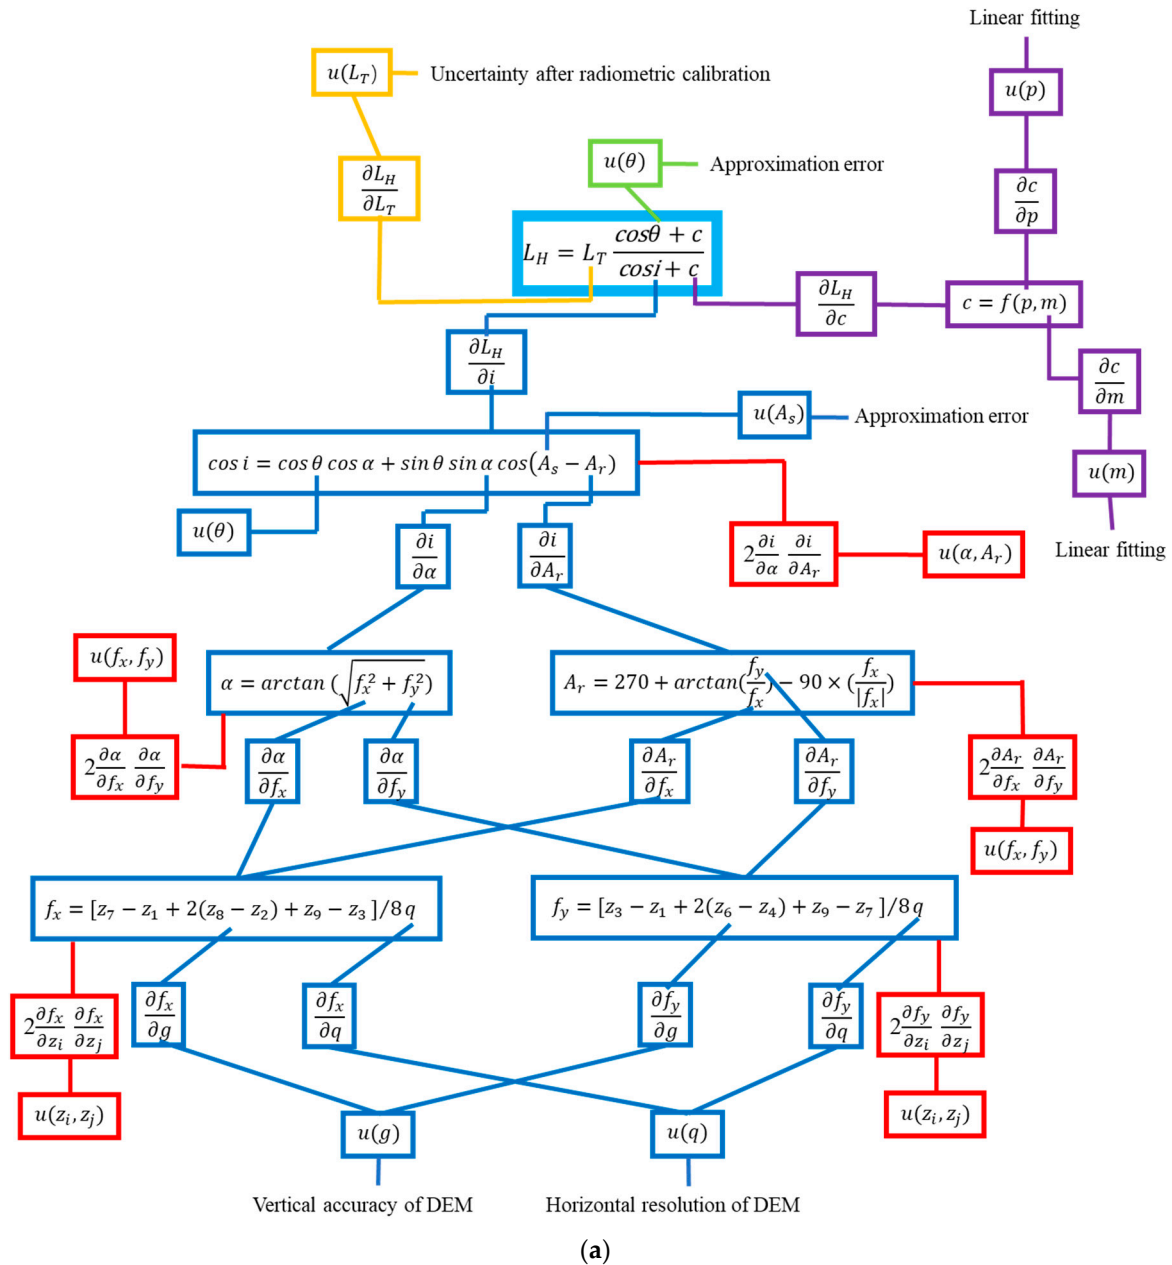 Linear fitting
u(L_T)
Uncertainty after radiometric calibration
u(p)
u(θ)
Approximation error
∂L_H/∂L_T
∂c/∂p
L_H = L_T (cosθ + c)/(cosi + c)
∂L_H/∂c
c = f(p, m)
∂L_H/∂i
∂c/∂m
u(A_s)
Approximation error
cos i = cos θ cos α + sin θ sin α cos(A_s − A_r)
u(m)
u(θ)
∂i/∂α
∂i/∂A_r
2 ∂i/∂α ∂i/∂A_r
u(α, A_r)
Linear fitting
u(f_x, f_y)
α = arctan (√(f_x² + f_y²))
A_r = 270 + arctan(f_y/f_x) − 90 × (f_x/|f_x|)
2 ∂α/∂f_x ∂α/∂f_y
∂α/∂f_x
∂α/∂f_y
∂A_r/∂f_x
∂A_r/∂f_y
2 ∂A_r/∂f_x ∂A_r/∂f_y
u(f_x, f_y)
f_x = [z_7 − z_1 + 2(z_8 − z_2) + z_9 − z_3]/8q
f_y = [z_3 − z_1 + 2(z_6 − z_4) + z_9 − z_7]/8q
2 ∂f_x/∂z_i ∂f_x/∂z_j
∂f_x/∂g
∂f_x/∂q
∂f_y/∂g
∂f_y/∂q
2 ∂f_y/∂z_i ∂f_y/∂z_j
u(z_i, z_j)
u(g)
u(q)
u(z_i, z_j)
Vertical accuracy of DEM
Horizontal resolution of DEM
(a)